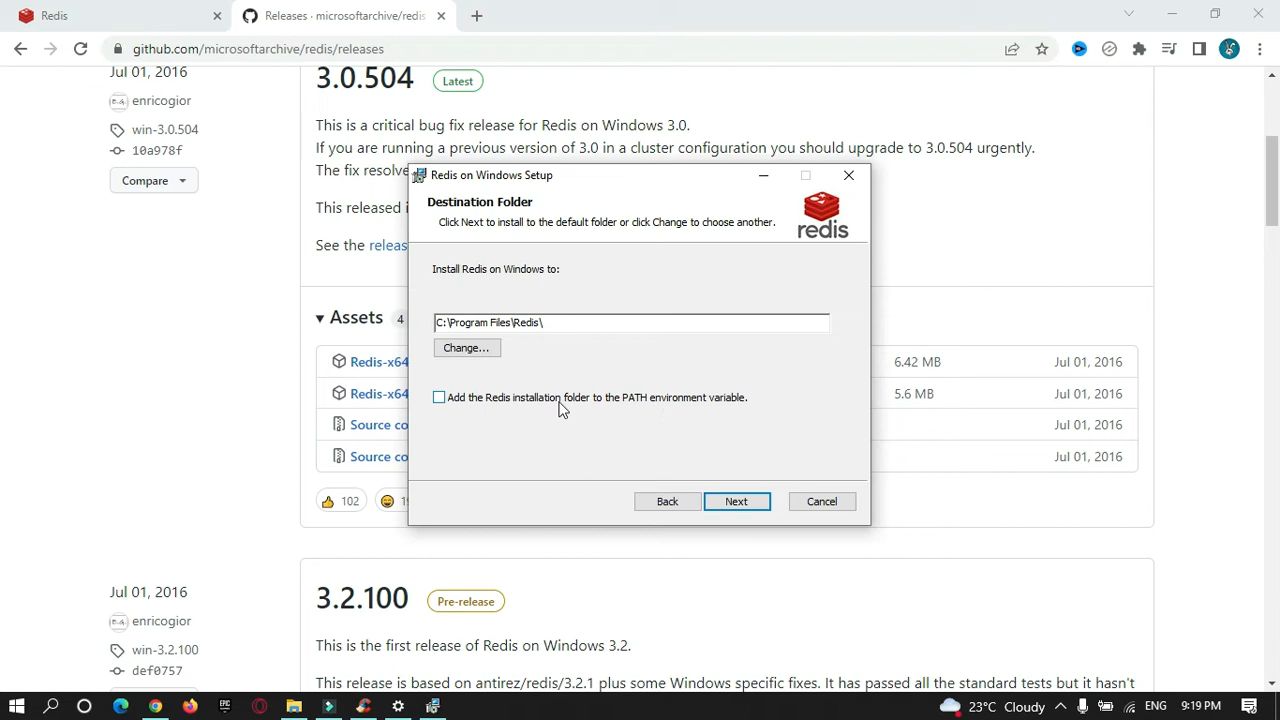 Redis
Releases · microsoftarchive/redis
github.com/microsoftarchive/redis/releases
Jul 01, 2016
enricogior
win-3.0.504
10a978f
Compare
3.0.504 Latest
This is a critical bug fix release for Redis on Windows 3.0.
If you are running a previous version of 3.0 in a cluster configuration you should upgrade to 3.0.504 urgently.
The fix resolve
This released i
See the releas
Assets 4
Redis-x64 6.42 MB Jul 01, 2016
Redis-x64 5.6 MB Jul 01, 2016
Source co Jul 01, 2016
Source co Jul 01, 2016
102
Redis on Windows Setup
Destination Folder
Click Next to install to the default folder or click Change to choose another.
redis
Install Redis on Windows to:
C:\Program Files\Redis\
Change...
Add the Redis installation folder to the PATH environment variable.
Back Next Cancel
Jul 01, 2016
enricogior
win-3.2.100
def0757
3.2.100 Pre-release
This is the first release of Redis on Windows 3.2.
This release is based on antirez/redis/3.2.1 plus some Windows specific fixes. It has passed all the standard tests but it hasn't
EPIC
23°C Cloudy ENG 9:19 PM